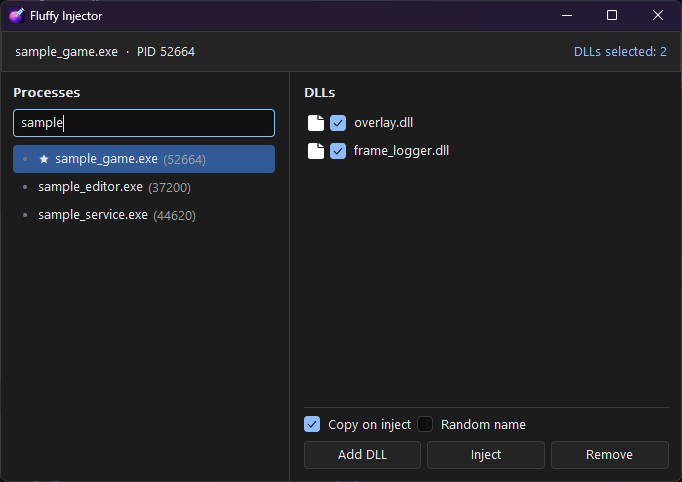 Fluffy Injector
sample_game.exe · PID 52664
DLLs selected: 2
Processes
sample
sample_game.exe (52664)
sample_editor.exe (37200)
sample_service.exe (44620)
DLLs
overlay.dll
frame_logger.dll
Copy on inject
Random name
Add DLL
Inject
Remove